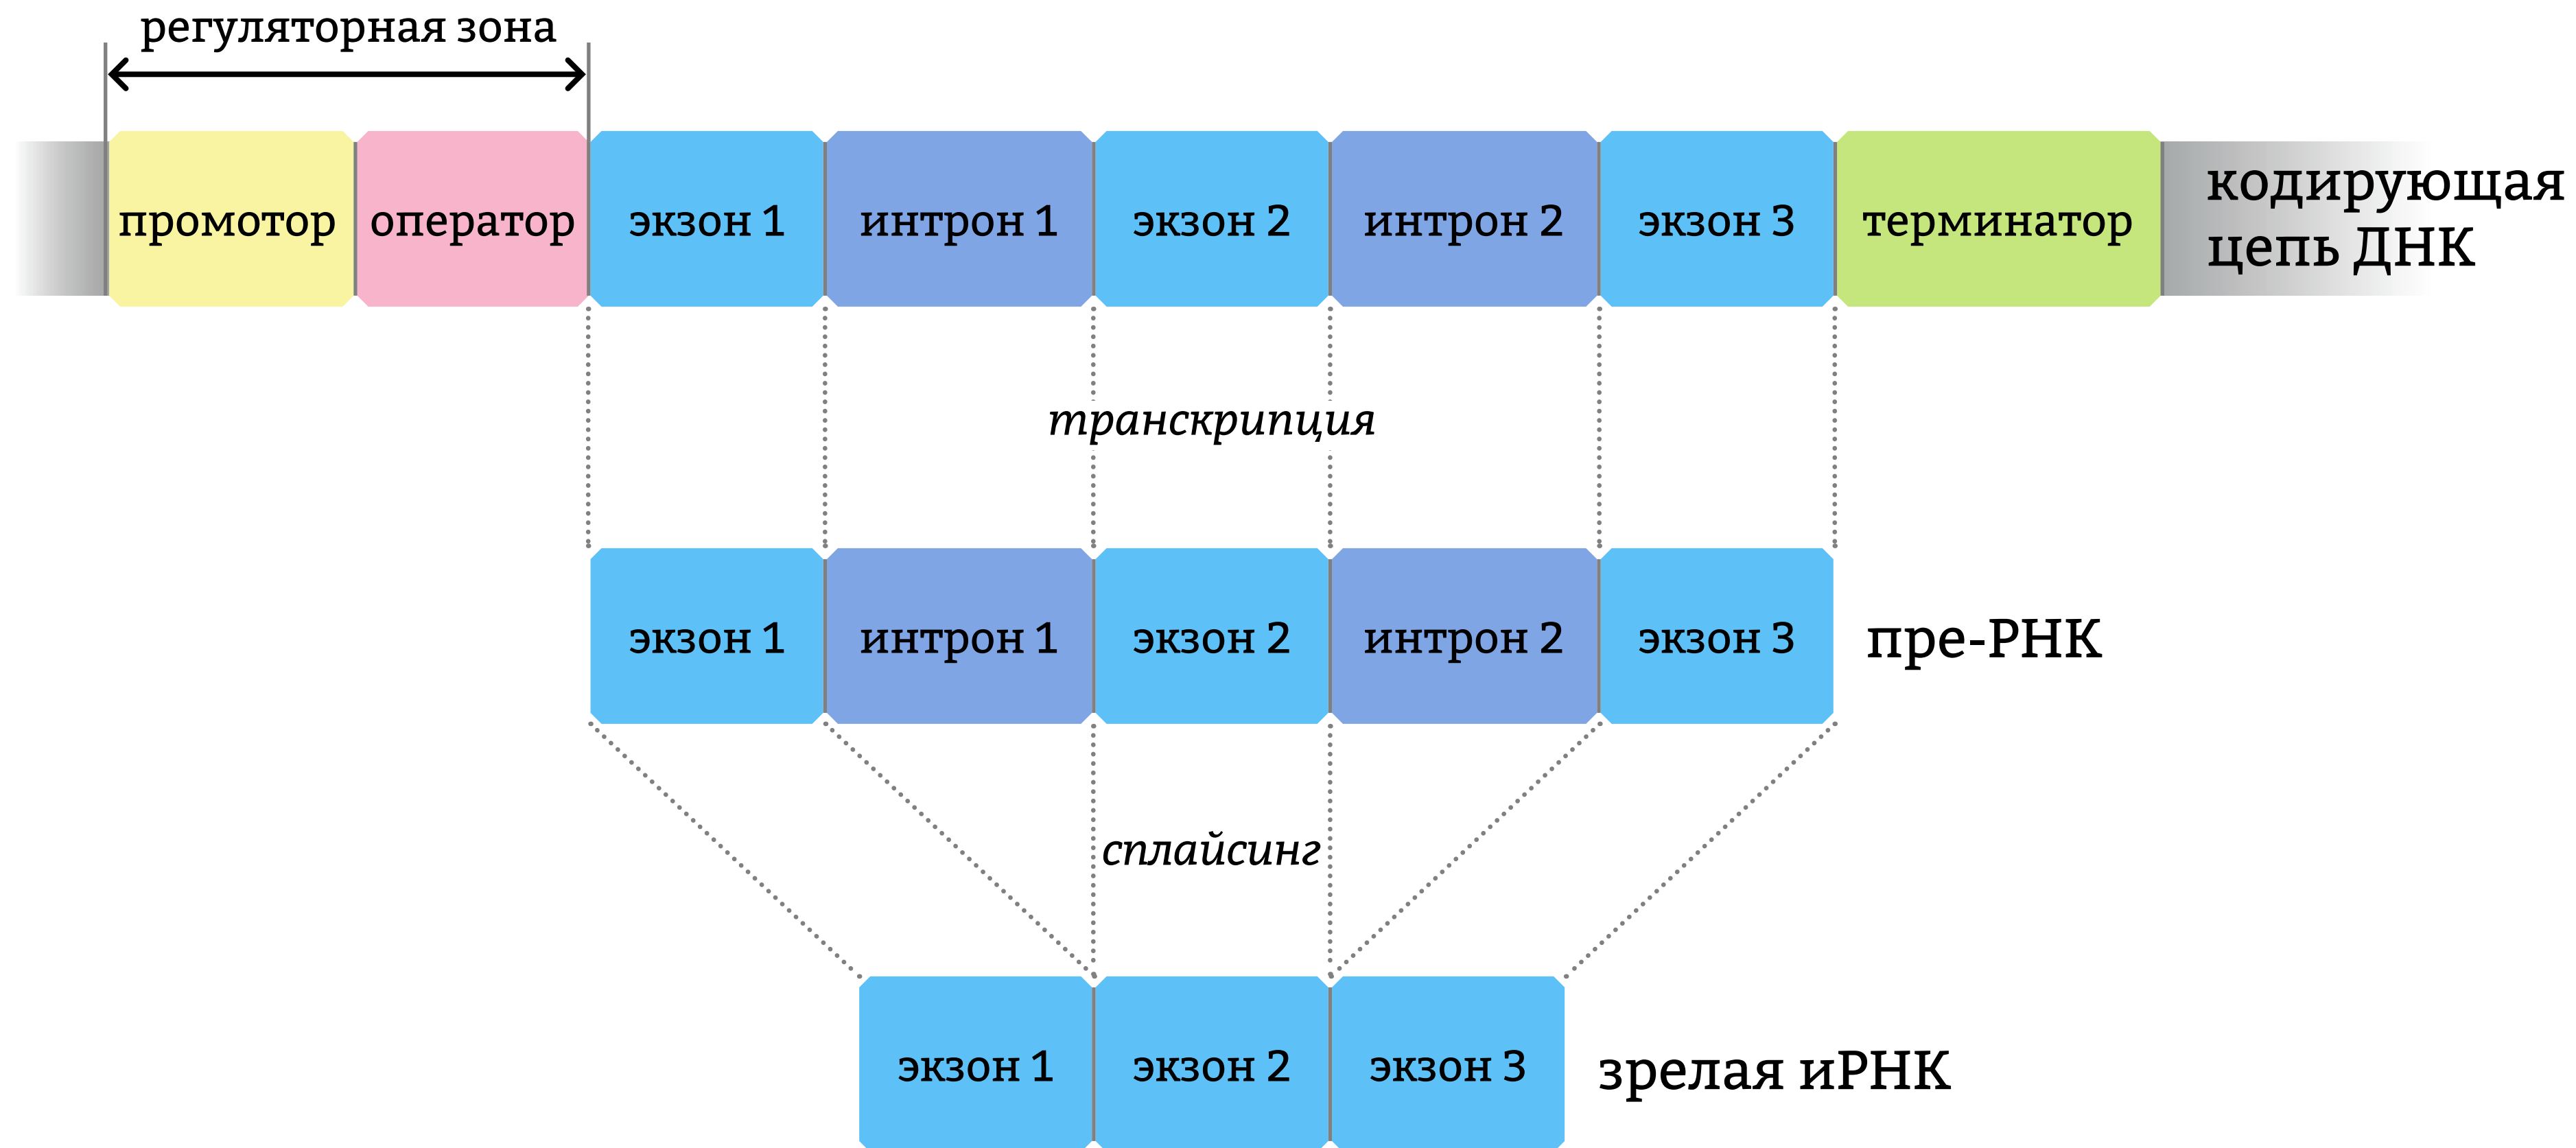 регуляторная зона
промотор оператор экзон 1 интрон 1 экзон 2 интрон 2 экзон 3 терминатор
кодирующая
цепь ДНК
транскрипция
экзон 1 интрон 1 экзон 2 интрон 2 экзон 3 пре-РНК
сплайсинг
экзон 1 экзон 2 экзон 3 зрелая иРНК